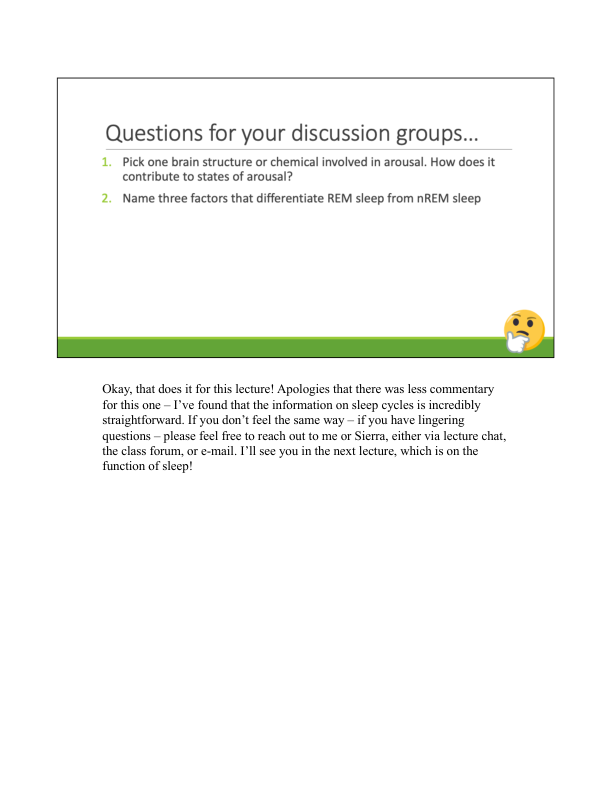 Questions for your discussion groups…
1. Pick one brain structure or chemical involved in arousal. How does it
contribute to states of arousal?
2. Name three factors that differentiate REM sleep from nREM sleep
Okay, that does it for this lecture! Apologies that there was less commentary
for this one – I’ve found that the information on sleep cycles is incredibly
straightforward. If you don’t feel the same way – if you have lingering
questions – please feel free to reach out to me or Sierra, either via lecture chat,
the class forum, or e-mail. I’ll see you in the next lecture, which is on the
function of sleep!